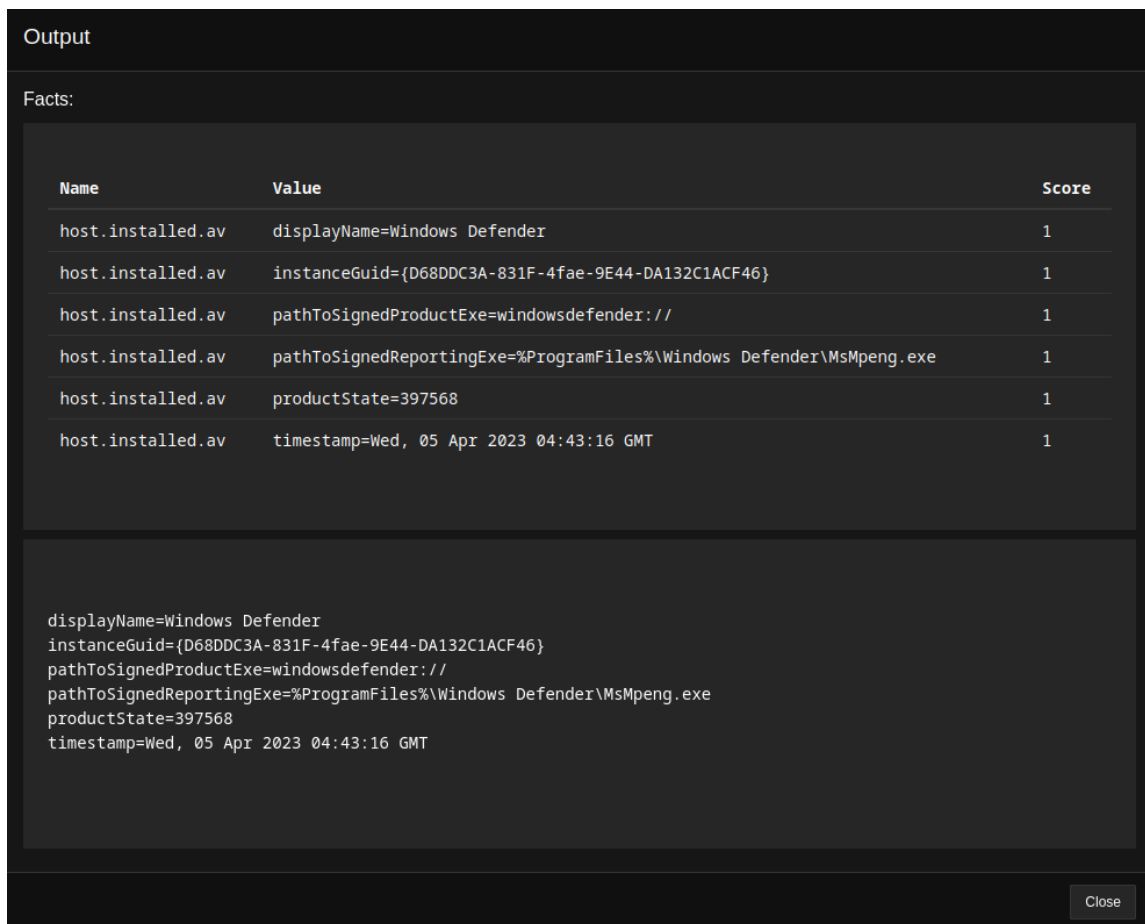 Output
Facts:
Name Value Score
host.installed.av displayName=Windows Defender 1
host.installed.av instanceGuid={D68DDC3A-831F-4fae-9E44-DA132C1ACF46} 1
host.installed.av pathToSignedProductExe=windowsdefender:// 1
host.installed.av pathToSignedReportingExe=%ProgramFiles%\Windows Defender\MsMpeng.exe 1
host.installed.av productState=397568 1
host.installed.av timestamp=Wed, 05 Apr 2023 04:43:16 GMT 1
displayName=Windows Defender
instanceGuid={D68DDC3A-831F-4fae-9E44-DA132C1ACF46}
pathToSignedProductExe=windowsdefender://
pathToSignedReportingExe=%ProgramFiles%\Windows Defender\MsMpeng.exe
productState=397568
timestamp=Wed, 05 Apr 2023 04:43:16 GMT
Close